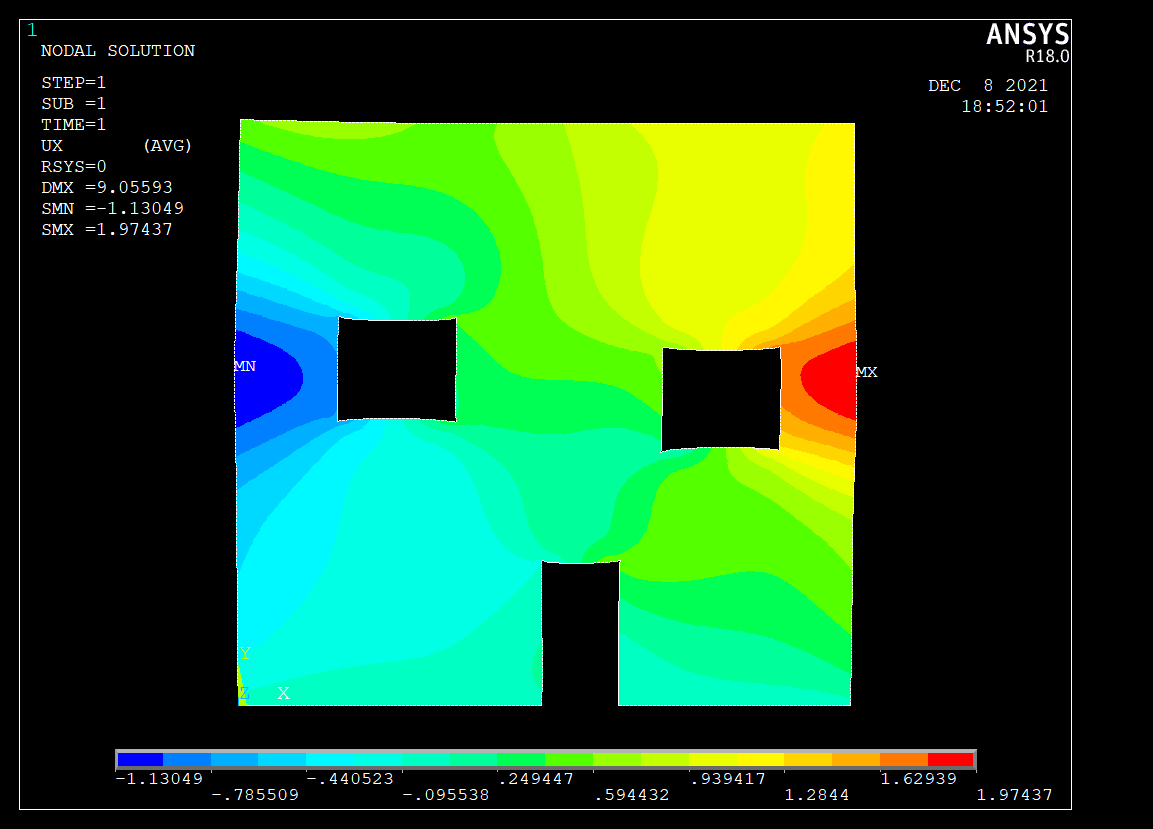 1
ANSYS
R18.0
NODAL SOLUTION
DEC  8 2021
18:52:01
STEP=1
SUB =1
TIME=1
UX       (AVG)
RSYS=0
DMX =9.05593
SMN =-1.13049
SMX =1.97437
MN
MX
Y
Z X
-1.13049 -.440523 .249447 .939417 1.62939
-.785509 -.095538 .594432 1.2844 1.97437